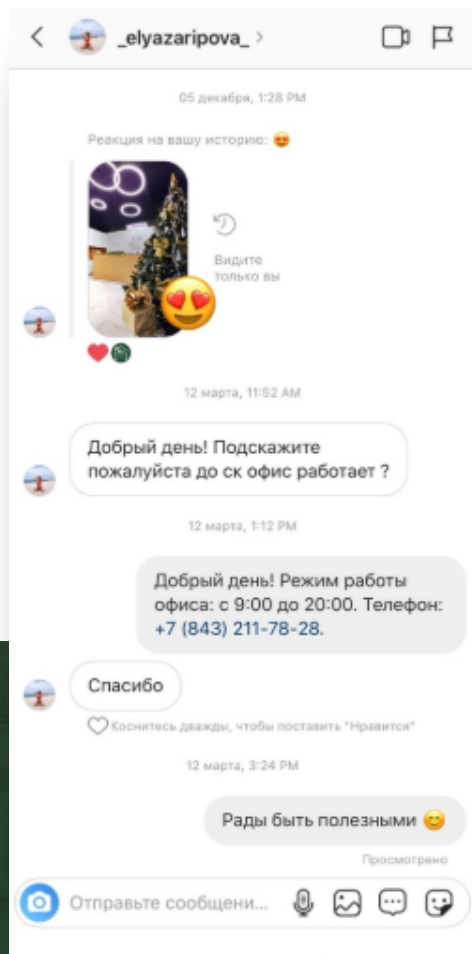 _elyazaripova_
05 декабря, 1:28 PM
Реакция на вашу историю: 😍
Видите
только вы
12 марта, 11:52 AM
Добрый день! Подскажите
пожалуйста до ск офис работает ?
12 марта, 1:12 PM
Добрый день! Режим работы
офиса: с 9:00 до 20:00. Телефон:
+7 (843) 211-78-28.
Спасибо
Коснитесь дважды, чтобы поставить "Нравится"
12 марта, 3:24 PM
Рады быть полезными 😊
Просмотрено
Отправьте сообщени...